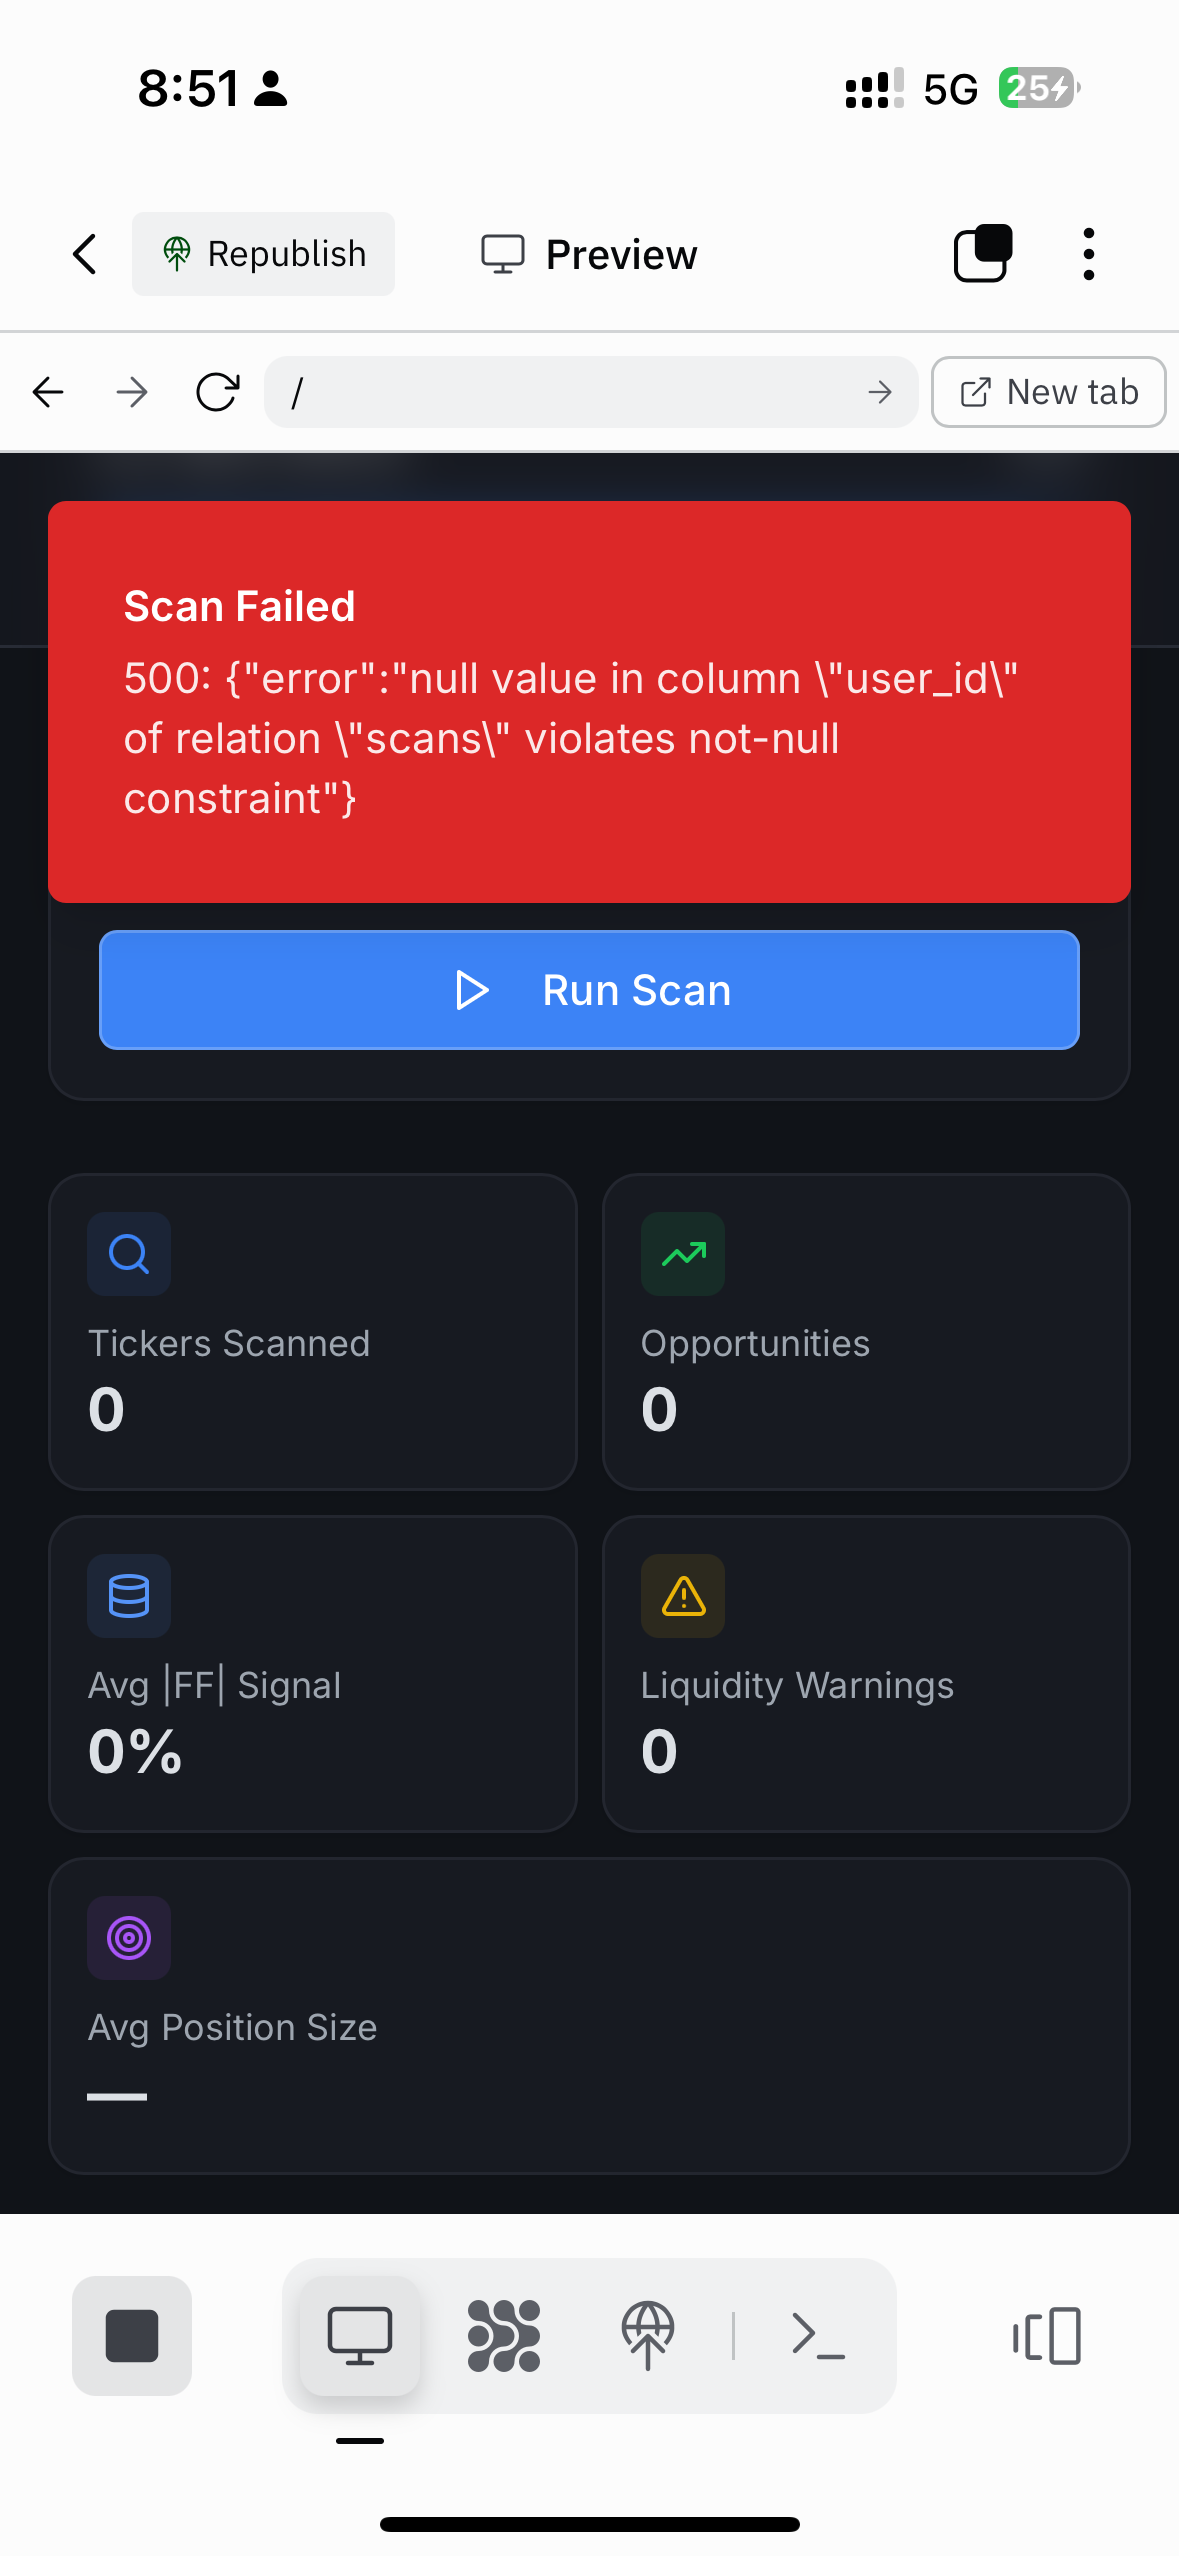 8:51
5G
25
Republish
Preview
/
New tab
Scan Failed
500: {"error":"null value in column \"user_id\"
of relation \"scans\" violates not-null
constraint"}
Run Scan
Tickers Scanned
0
Opportunities
0
Avg |FF| Signal
0%
Liquidity Warnings
0
Avg Position Size
—